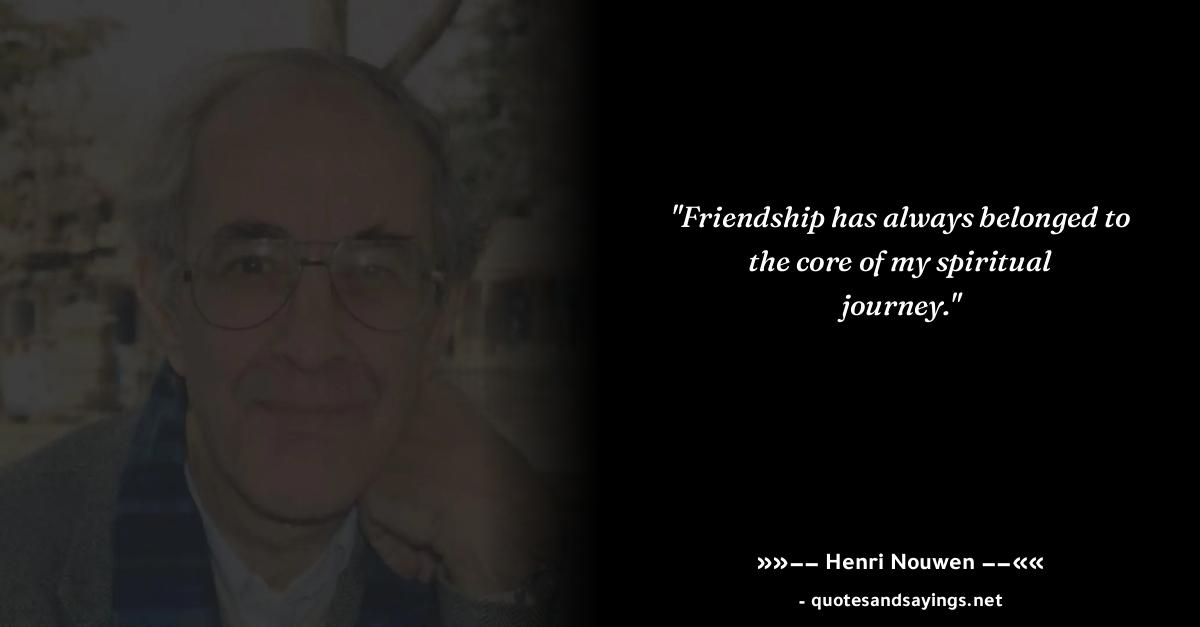 "Friendship has always belonged to
the core of my spiritual
journey."
»»−− Henri Nouwen −−««
- quotesandsayings.net